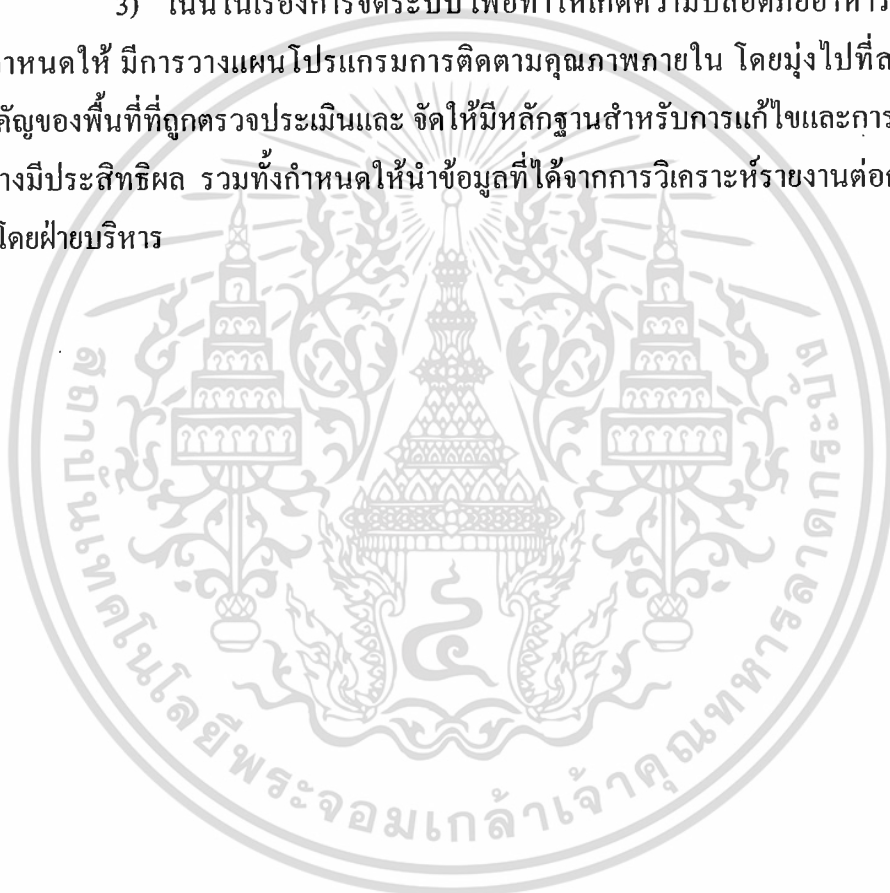 3) เน้นในเรื่องการจัดระบบ เพื่อทำให้เกิดความปลอดภัยอาหาร
กำหนดให้ มีการวางแผนโปรแกรมการติดตามคุณภาพภายใน โดยมุ่งไปที่
คัญของพื้นที่ที่ถูกตรวจประเมินและ จัดให้มีหลักฐานสำหรับการแก้ไขและการ
างมีประสิทธิผล รวมทั้งกำหนดให้นำข้อมูลที่ได้จากการวิเคราะห์รายงานต่อ
โดยฝ่ายบริหาร
สถาบันเทคโนโลยีพระจอมเกล้าเจ้าคุณทหารลาดกระบัง